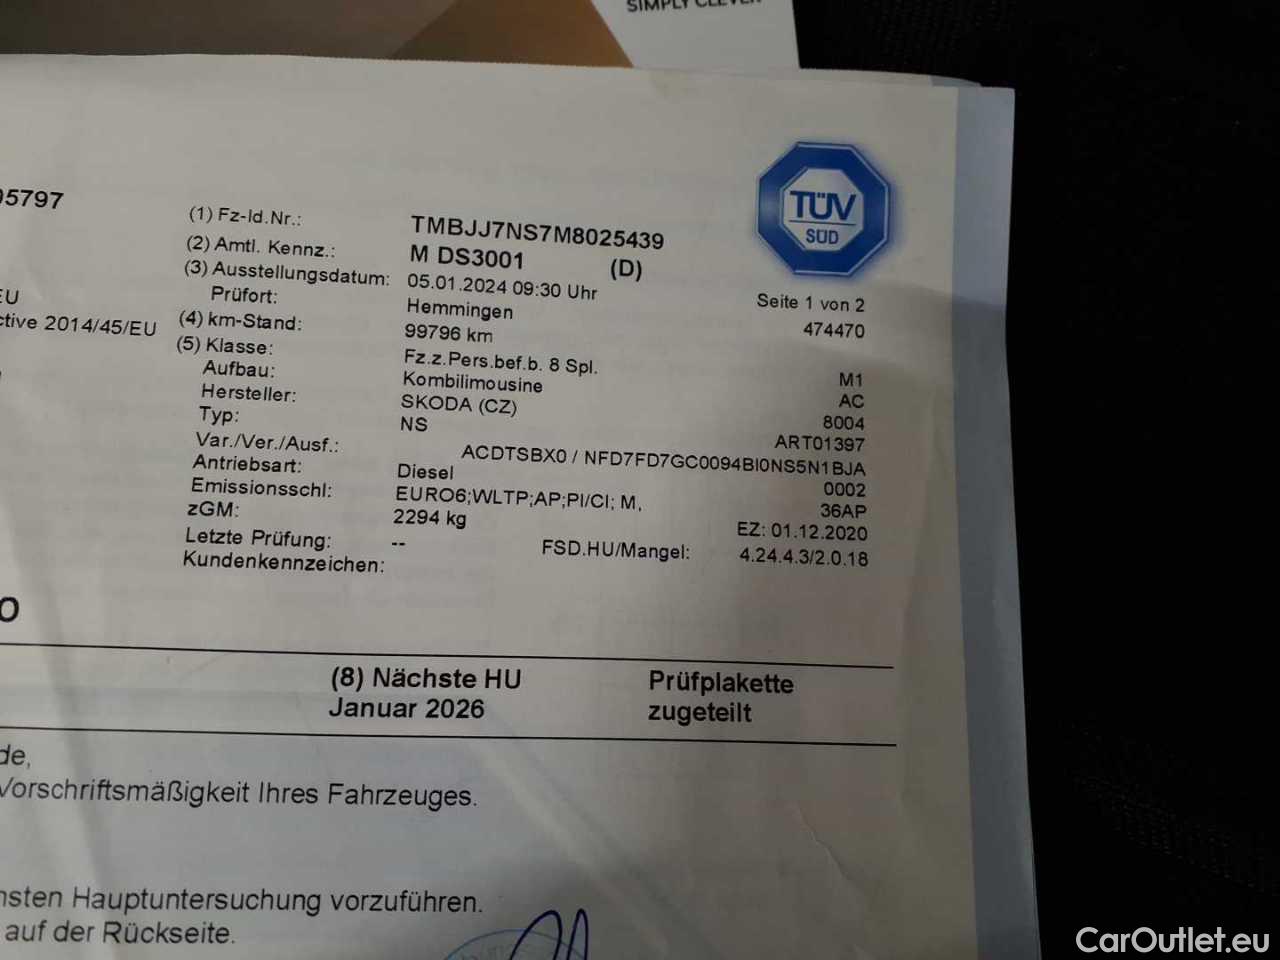 SIMPLY CLEVER
05797
(1) Fz-Id.Nr.: TMBJJ7NS7M8025439
(2) Amtl. Kennz.: M DS3001 (D)
(3) Ausstellungsdatum: 05.01.2024 09:30 Uhr Seite 1 von 2
Prüfort: Hemmingen 474470
EU
ctive 2014/45/EU
(4) km-Stand: 99796 km
(5) Klasse: Fz.z.Pers.bef.b. 8 Spl. M1
Aufbau: Kombilimousine AC
Hersteller: SKODA (CZ) 8004
Typ: NS ART01397
Var./Ver./Ausf.: ACDTSBX0 / NFD7FD7GC0094BI0NS5N1BJA
Antriebsart: Diesel 0002
Emissionsschl: EURO6;WLTP;AP;PI/CI; M, 36AP
zGM: 2294 kg EZ: 01.12.2020
Letzte Prüfung: -- FSD.HU/Mangel: 4.24.4.3/2.0.18
Kundenkennzeichen:
TÜV
SÜD
o
(8) Nächste HU Prüfplakette
Januar 2026 zugeteilt
de,
Vorschriftsmäßigkeit Ihres Fahrzeuges.
nsten Hauptuntersuchung vorzuführen.
auf der Rückseite.
CarOutlet.eu